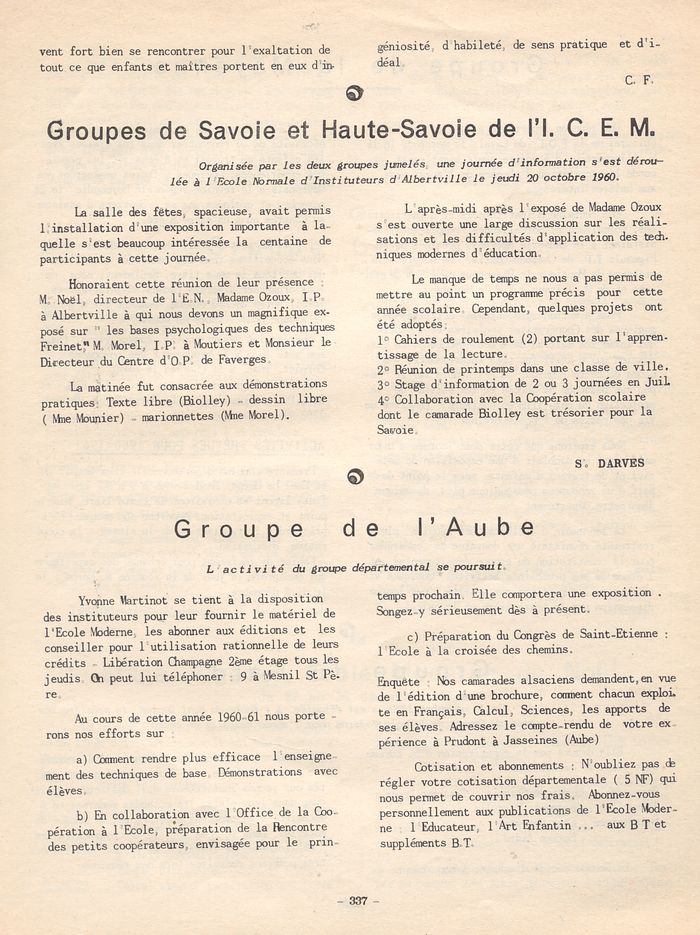 vent fort bien se rencontrer pour l'exaltation de
tout ce que enfants et maîtres portent en eux d'in-
géniosité, d'habileté, de sens pratique et d'i-
déal.
C. F.
Groupes de Savoie et Haute-Savoie de l'I. C. E. M.
Organisée par les deux groupes jumelés, une journée d'information s'est dérou-
lée à l'Ecole Normale d'Instituteurs d'Albertville le jeudi 20 octobre 1960.
La salle des fêtes, spacieuse, avait permis
l'installation d'une exposition importante à la-
quelle s'est beaucoup intéressée la centaine de
participants à cette journée.
Honoraient cette réunion de leur présence :
M. Noël, directeur de l'E.N., Madame Ozoux, I.P.
à Albertville à qui nous devons un magnifique ex-
posé sur " les bases psychologiques des techniques
Freinet", M. Morel, I.P. à Moutiers et Monsieur le
Directeur du Centre d'O.P. de Faverges.
La matinée fut consacrée aux démonstrations
pratiques: Texte libre (Biolley) - dessin libre
( Mme Mounier) - marionnettes (Mme Morel).
L'après-midi après l'exposé de Madame Ozoux
s'est ouverte une large discussion sur les réali-
sations et les difficultés d'application des tech-
niques modernes d'éducation.
Le manque de temps ne nous a pas permis de
mettre au point un programme précis pour cette
année scolaire. Cependant, quelques projets ont
été adoptés:
1° Cahiers de roulement (2) portant sur l'appren-
tissage de la lecture.
2° Réunion de printemps dans une classe de ville.
3° Stage d'information de 2 ou 3 journées en Juil.
4° Collaboration avec la Coopération scolaire
dont le camarade Biolley est trésorier pour la
Savoie.
S. DARVES
Groupe de l'Aube
L'activité du groupe départemental se poursuit.
Yvonne Martinot se tient à la disposition
des instituteurs pour leur fournir le matériel de
l'Ecole Moderne, les abonner aux éditions et les
conseiller pour l'utilisation rationnelle de leurs
crédits - Libération Champagne 2ème étage tous les
jeudis. On peut lui téléphoner : 9 à Mesnil St Pè-
re.
Au cours de cette année 1960-61 nous porte -
rons nos efforts sur :
a) Comment rendre plus efficace l'enseigne-
ment des techniques de base. Démonstrations avec
élèves.
b) En collaboration avec l'Office de la Coo-
pération à l'Ecole, préparation de la Rencontre
des petits coopérateurs, envisagée pour le prin-
temps prochain. Elle comportera une exposition .
Songez-y sérieusement dès à présent.
c) Préparation du Congrès de Saint-Etienne :
l'Ecole à la croisée des chemins.
Enquête : Nos camarades alsaciens demandent, en vue
de l'édition d'une brochure, comment chacun exploi-
te en Français, Calcul, Sciences, les apports de
ses élèves. Adressez le compte-rendu de votre ex-
périence à Prudont à Jasseines (Aube)
Cotisation et abonnements : N'oubliez pas de
régler votre cotisation départementale ( 5 NF) qui
nous permet de couvrir nos frais. Abonnez-vous
personnellement aux publications de l'Ecole Moder-
ne : l'Educateur, l'Art Enfantin ... aux B T et
suppléments B.T.
- 337 -